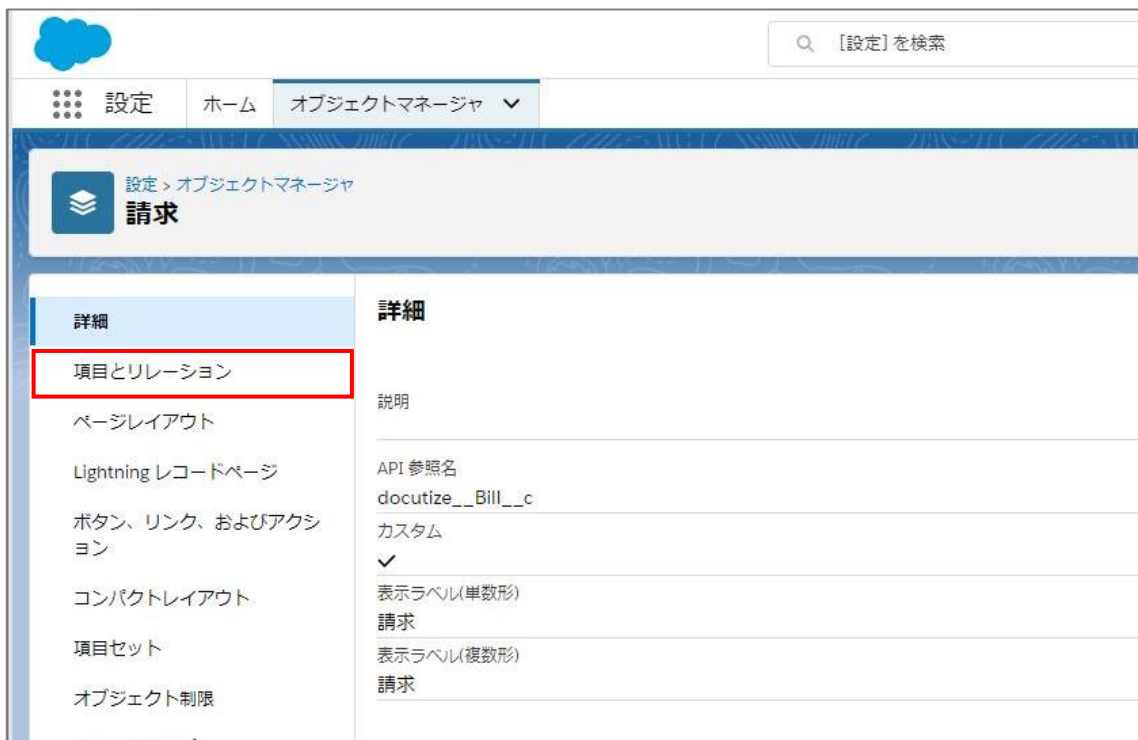 [設定] を検索
設定
ホーム
オブジェクトマネージャ
設定 > オブジェクトマネージャ
請求
詳細
項目とリレーション
ページレイアウト
Lightning レコードページ
ボタン、リンク、およびアクシ
ョン
コンパクトレイアウト
項目セット
オブジェクト制限
詳細
説明
API 参照名
docutize__Bill__c
カスタム
表示ラベル(単数形)
請求
表示ラベル(複数形)
請求